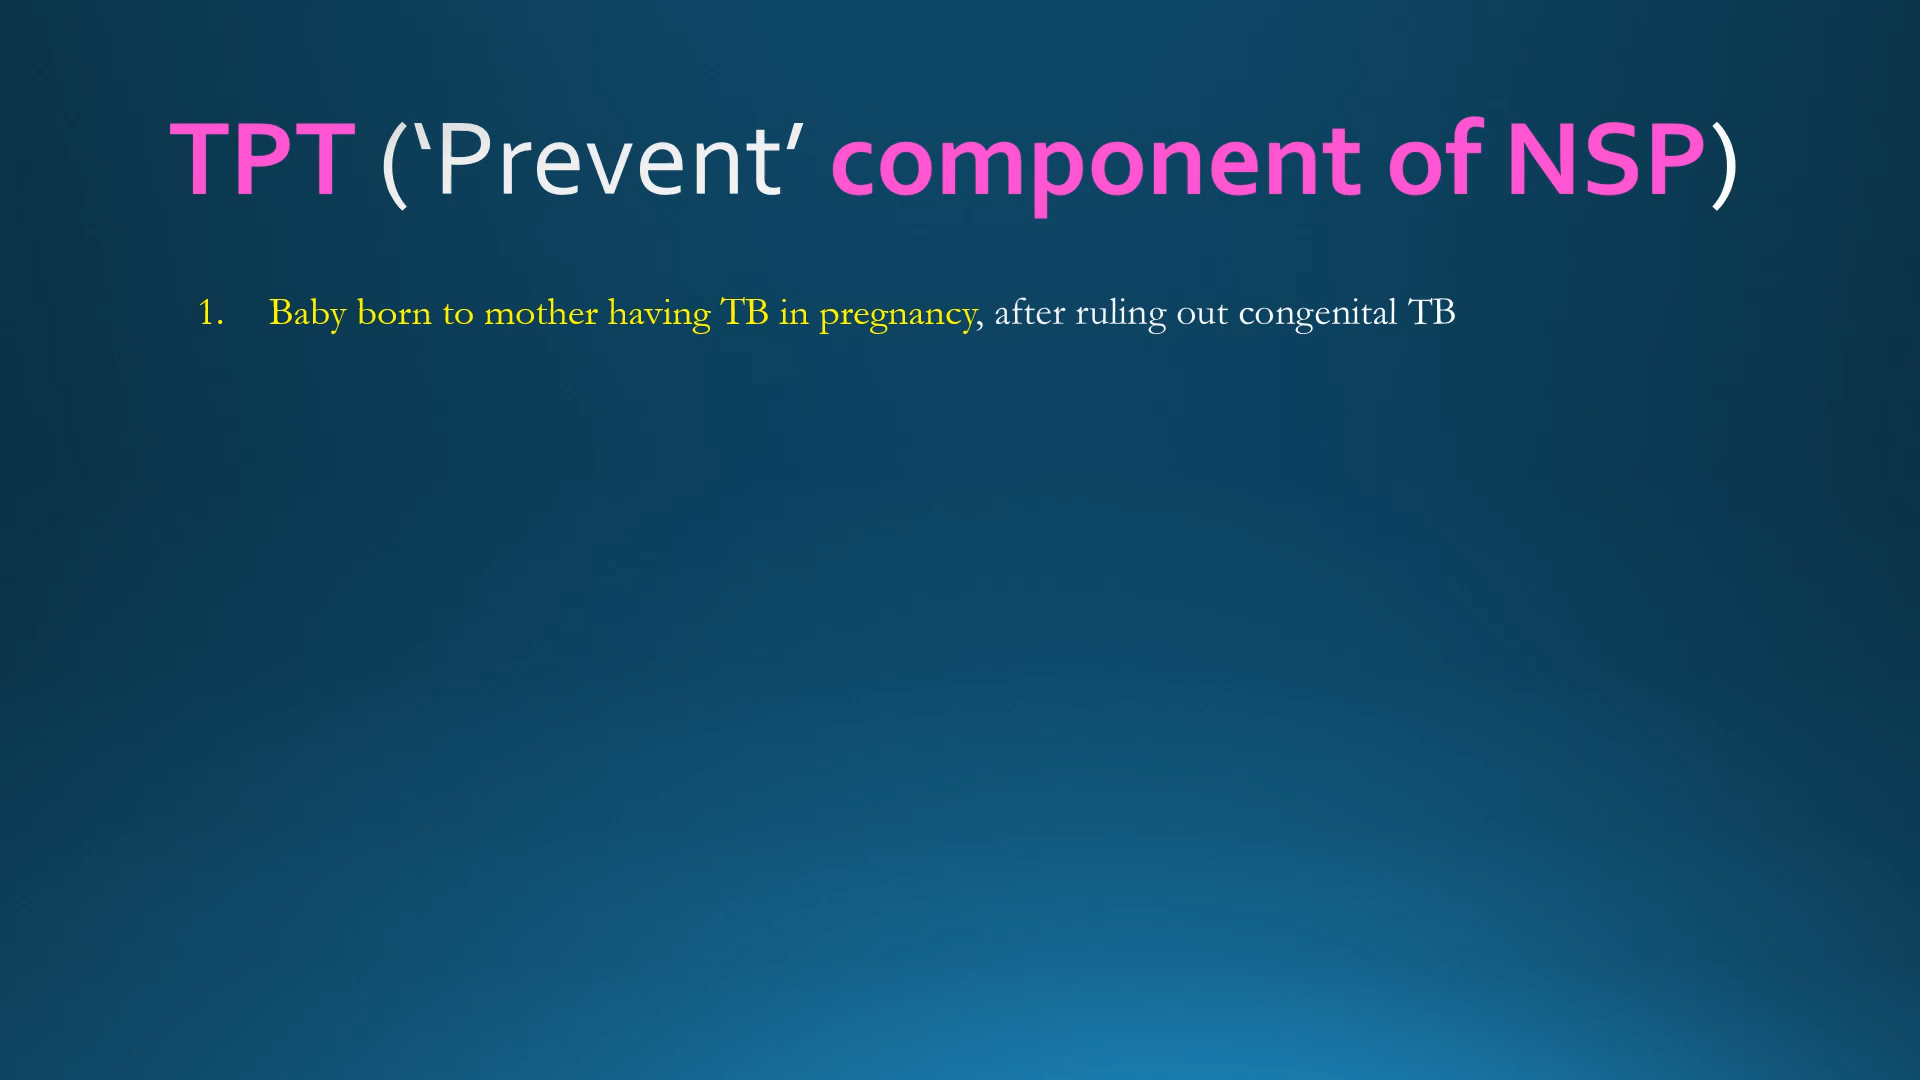 TPT (‘Prevent’ component of NSP)
1. Baby born to mother having TB in pregnancy, after ruling out congenital TB